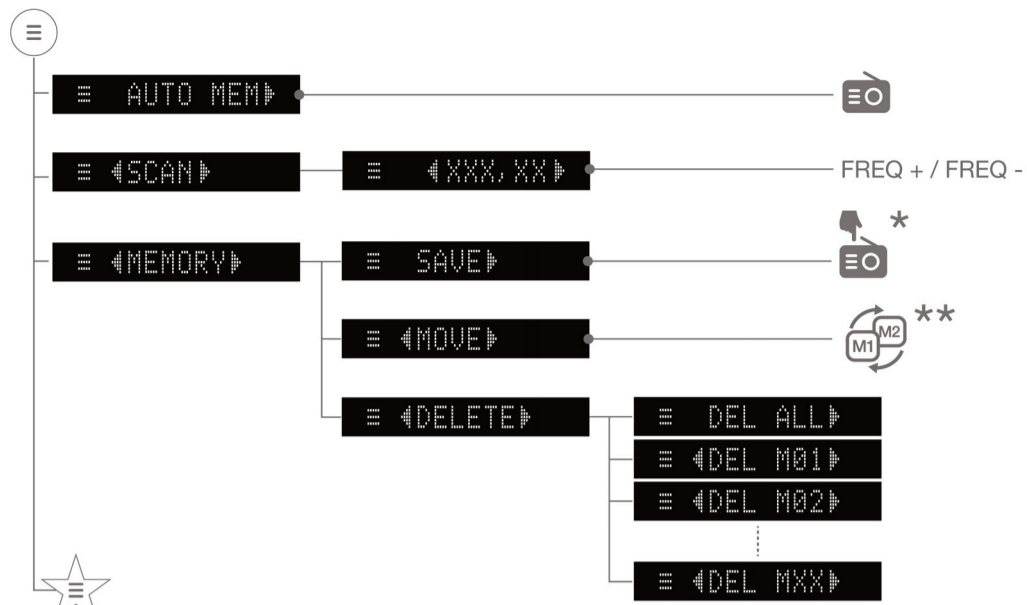 AUTO MEM
SCAN
XXX,XX
FREQ + / FREQ -
MEMORY
SAVE
*
MOVE
M1 M2
**
DELETE
DEL ALL
DEL M01
DEL M02
DEL MXX